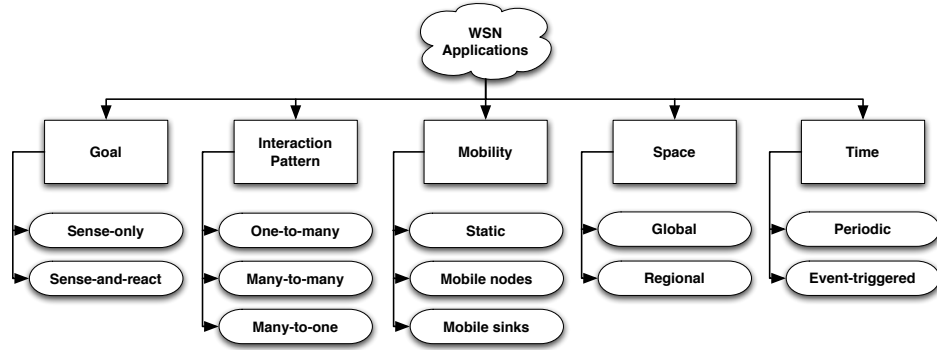 WSN
Applications
Goal
Interaction
Pattern
Mobility
Space
Time
Sense-only
One-to-many
Static
Global
Periodic
Sense-and-react
Many-to-many
Mobile nodes
Regional
Event-triggered
Many-to-one
Mobile sinks